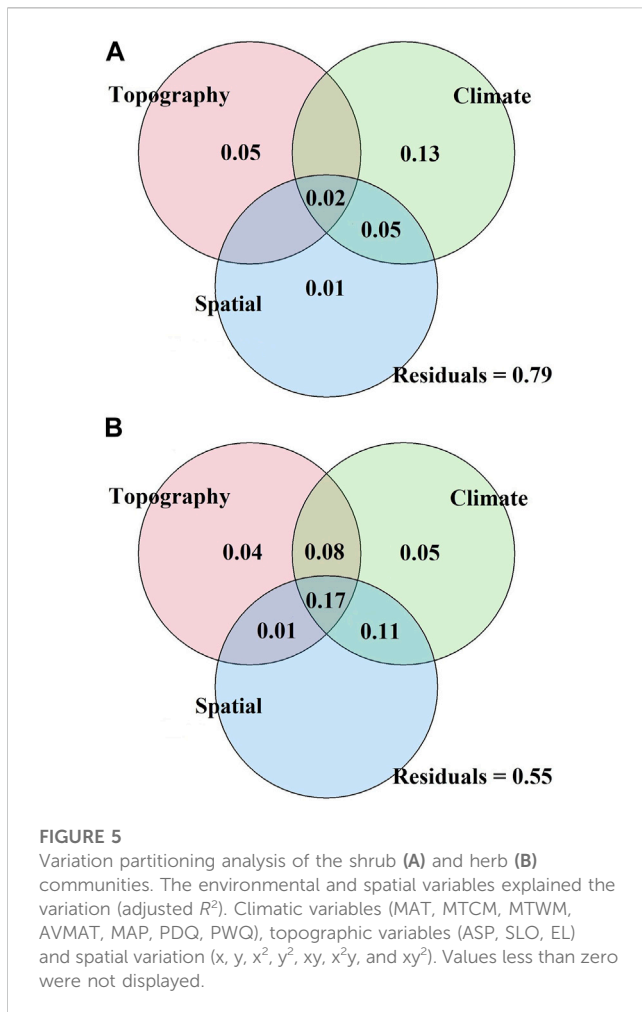 A
Topography
Climate
0.05
0.13
0.02
0.05
0.01
Spatial
Residuals = 0.79
B
Topography
Climate
0.04
0.08
0.05
0.17
0.01
0.11
Spatial
Residuals = 0.55
FIGURE 5
Variation partitioning analysis of the shrub (A) and herb (B)
communities. The environmental and spatial variables explained the
variation (adjusted R²). Climatic variables (MAT, MTCM, MTWM,
AVMAT, MAP, PDQ, PWQ), topographic variables (ASP, SLO, EL)
and spatial variation (x, y, x², y², xy, x²y, and xy²). Values less than zero
were not displayed.